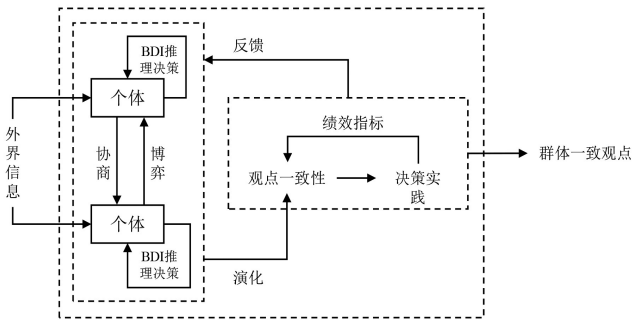 BDI推
理决策
个体
外界信息
协商
博弈
个体
BDI推
理决策
反馈
绩效指标
观点一致性
决策实
践
演化
群体一致观点